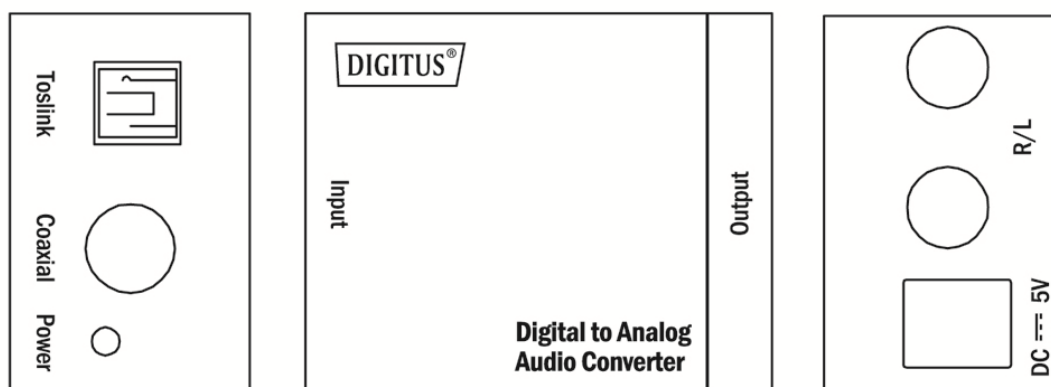 Toslink
Coaxial
Power
DIGITUS®
Input
Output
Digital to Analog
Audio Converter
R/L
DC ⎓ 5V